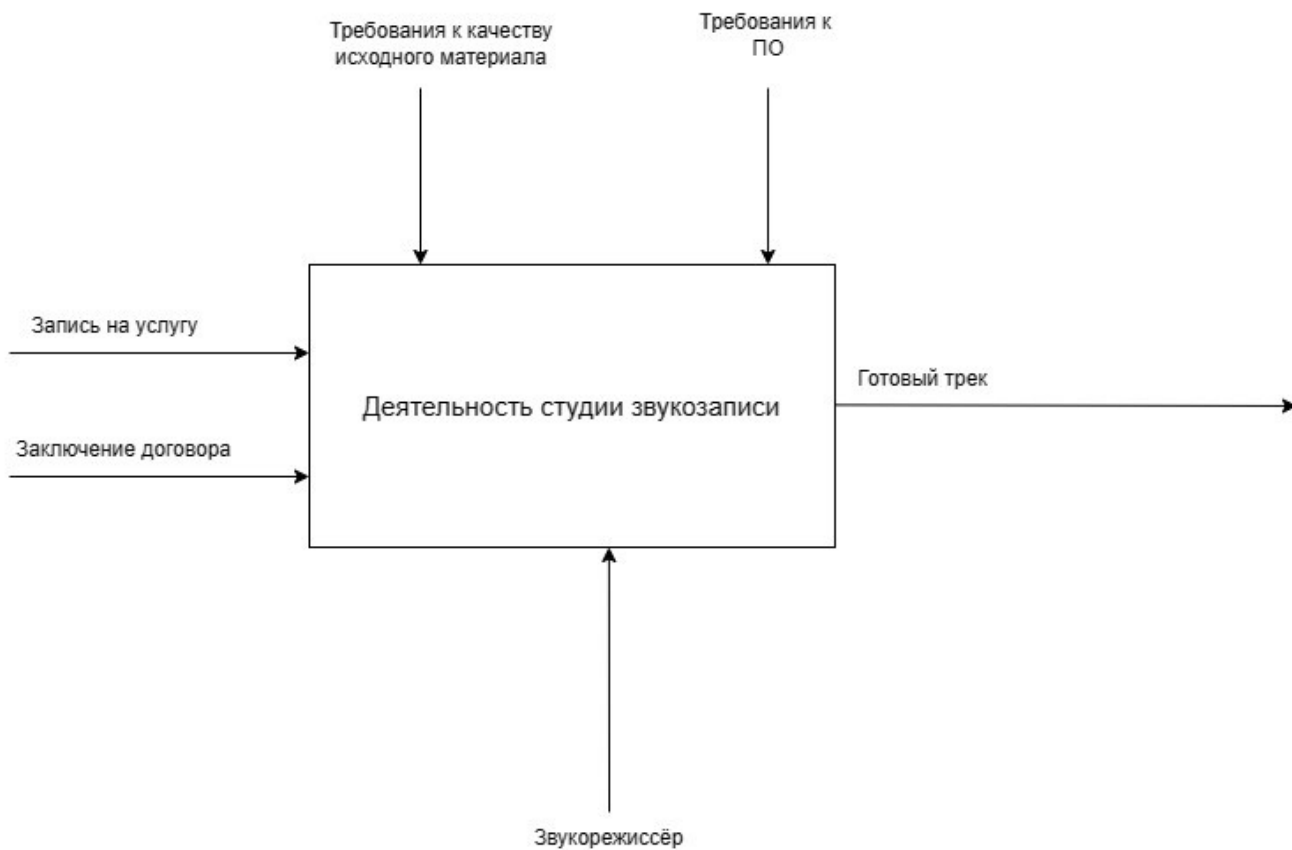 Требования к качеству
исходного материала
Требования к
ПО
Запись на услугу
Деятельность студии звукозаписи
Готовый трек
Заключение договора
Звукорежиссёр